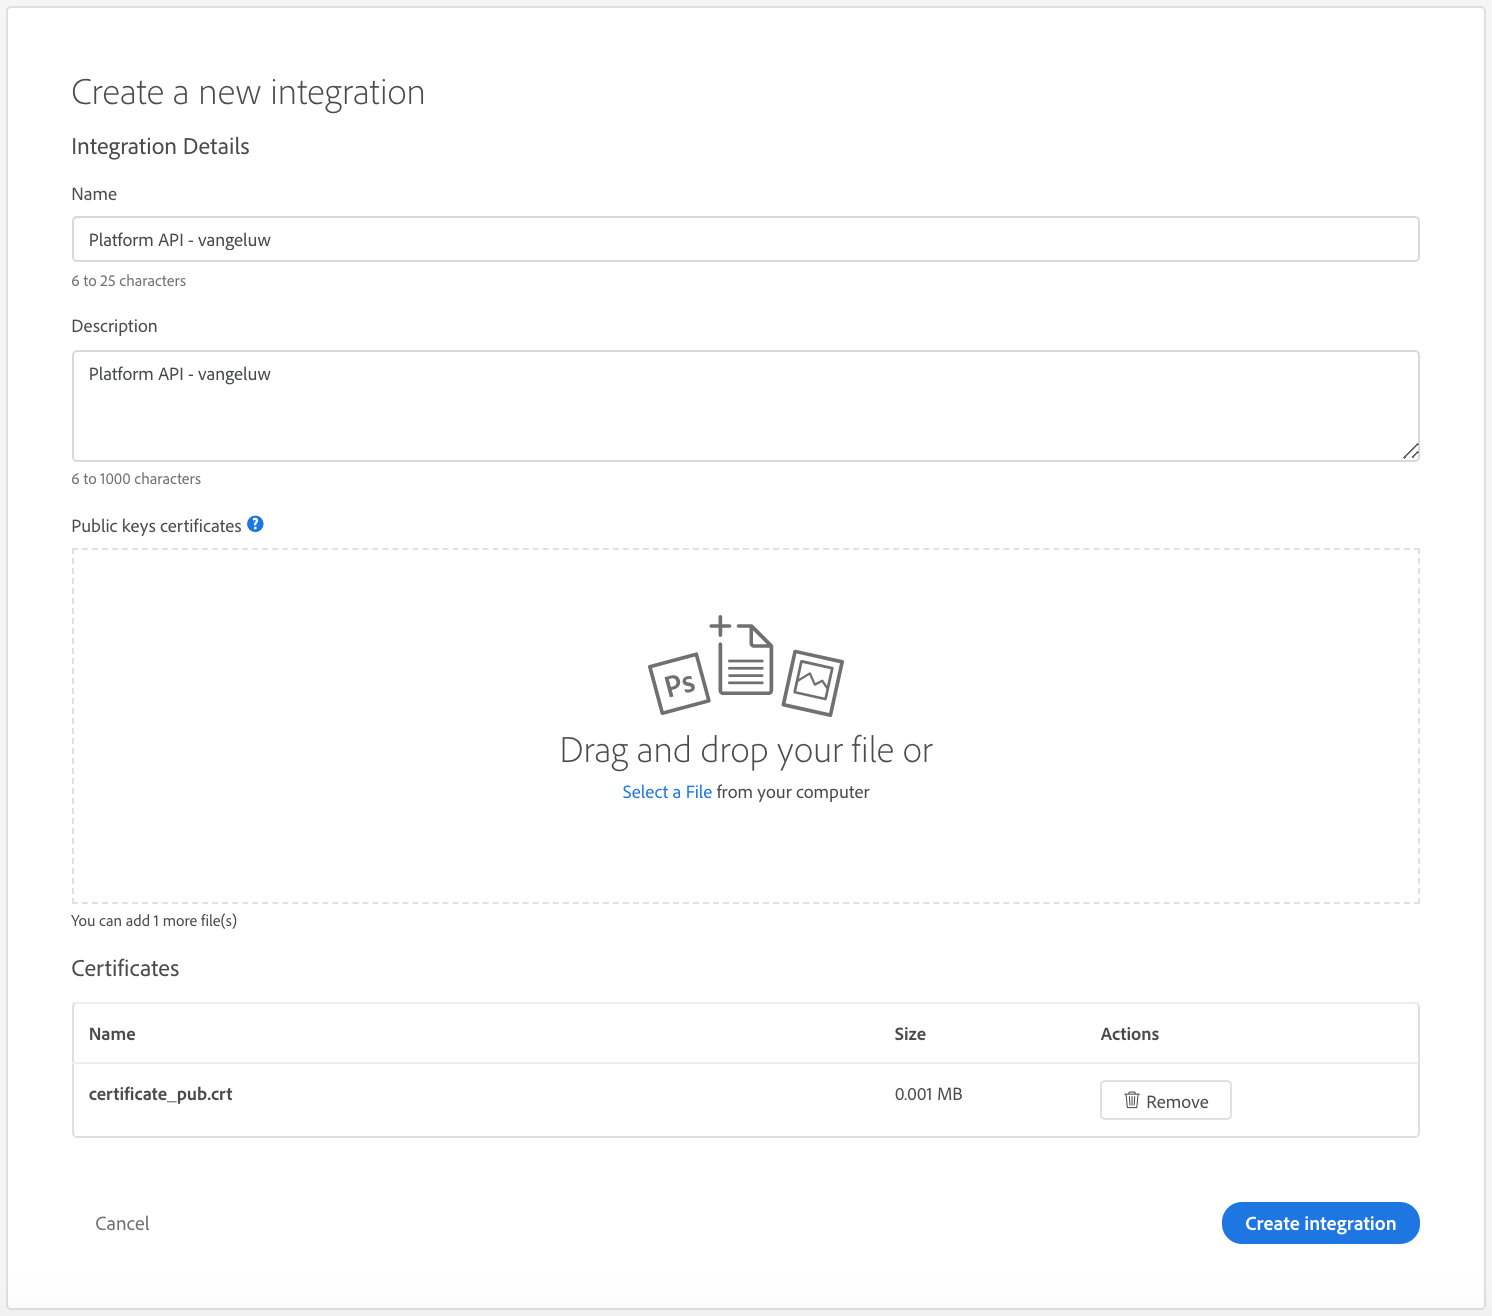 Create a new integration
Integration Details
Name
Platform API - vangeluw
6 to 25 characters
Description
Platform API - vangeluw
6 to 1000 characters
Public keys certificates ?
Ps
Drag and drop your file or
Select a File from your computer
You can add 1 more file(s)
Certificates
Name Size Actions
certificate_pub.crt 0.001 MB Remove
Cancel Create integration